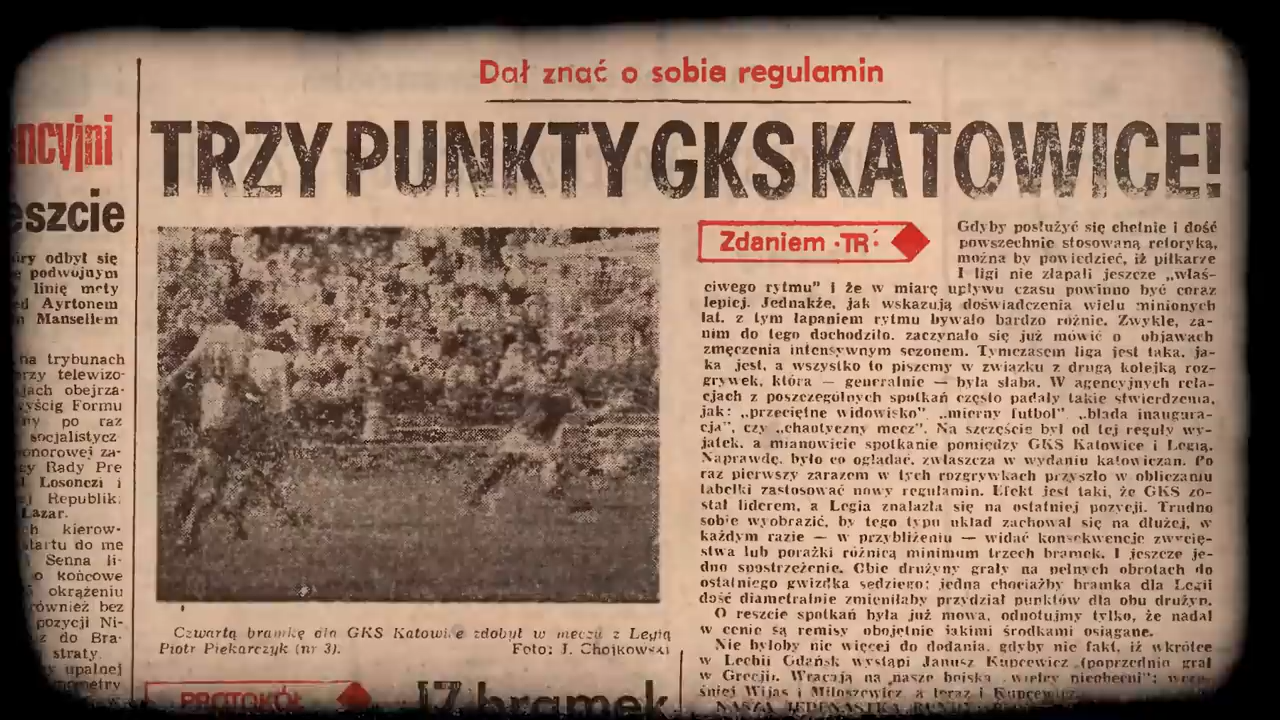 Dał znać o sobie regulamin
TRZY PUNKTY GKS KATOWICE!
ncyjni
eszcie
odbył się
podwójnym
linię mety
Ayrtonem
Mansellem
na trybunach
telewizo-
obejrza-
Formu
po raz
socjalistycz
onorowej za-
Rady Pre
Losonczi i
Republik
Lazar.
kierow-
startu do me
Senna li-
o końcowe
okrążeniu
również bez
pozycji Ni-
do Bra-
straty.
upalnej
Czwartą bramkę dla GKS Katowice zdobył w meczu z Legią
Piotr Piekarczyk (nr 3). Foto: J. Chojkowski
PROTOKÓŁ
17 bramek
Zdaniem "TR"
Gdyby posłużyć się chętnie i dość
powszechnie stosowaną retoryką,
można by powiedzieć, iż piłkarze
I ligi nie złapali jeszcze „właś-
ciwego rytmu” i że w miarę upływu czasu powinno być coraz
lepiej. Jednakże, jak wskazują doświadczenia wielu minionych
lat, z tym łapaniem rytmu bywało bardzo różnie. Zwykle, za-
nim do tego dochodziło, zaczynało się już mówić o objawach
zmęczenia intensywnym sezonem. Tymczasem liga jest taka, ja-
ka jest, a wszystko to piszemy w związku z drugą kolejką roz-
grywek, która — generalnie — była słaba. W agencyjnych rela-
cjach z poszczególnych spotkań często padały takie stwierdzenia,
jak: „przeciętne widowisko”, „mierny futbol”, „blada inaugura-
cja”, czy „chaotyczny mecz”. Na szczęście był od tej reguły wy-
jątek, a mianowicie spotkanie pomiędzy GKS Katowice i Legią.
Naprawdę, było co oglądać, zwłaszcza w wydaniu katowiczan. Po
raz pierwszy zarazem w tych rozgrywkach przyszło w obliczaniu
tabelki zastosować nowy regulamin. Efekt jest taki, że GKS zo-
stał liderem, a Legia znalazła się na ostatniej pozycji. Trudno
sobie wyobrazić, by tego typu układ zachował się na dłużej, w
każdym razie — w przybliżeniu — widać konsekwencje zwycię-
stwa lub porażki różnicą minimum trzech bramek. I jeszcze je-
dno spostrzeżenie. Obie drużyny grały na pełnych obrotach do
ostatniego gwizdka sędziego: jedna chociażby bramka dla Legii
dość diametralnie zmieniłaby przydział punktów dla obu drużyn.
O reszcie spotkań była już mowa, odnotujmy tylko, że nadal
w cenie są remisy obojętnie jakimi środkami osiągane.
Nie byłoby nic więcej do dodania, gdyby nie fakt, iż wkrótce
w Lechii Gdańsk wystąpi Janusz Kupcewicz (poprzednio grał
w Grecji. Wracają na nasze boiska „wielcy nieobecni”: wcze-
śniej Wijas i Miłoszewicz, a teraz i Kupcewicz.
NASZA JEDENASTKA